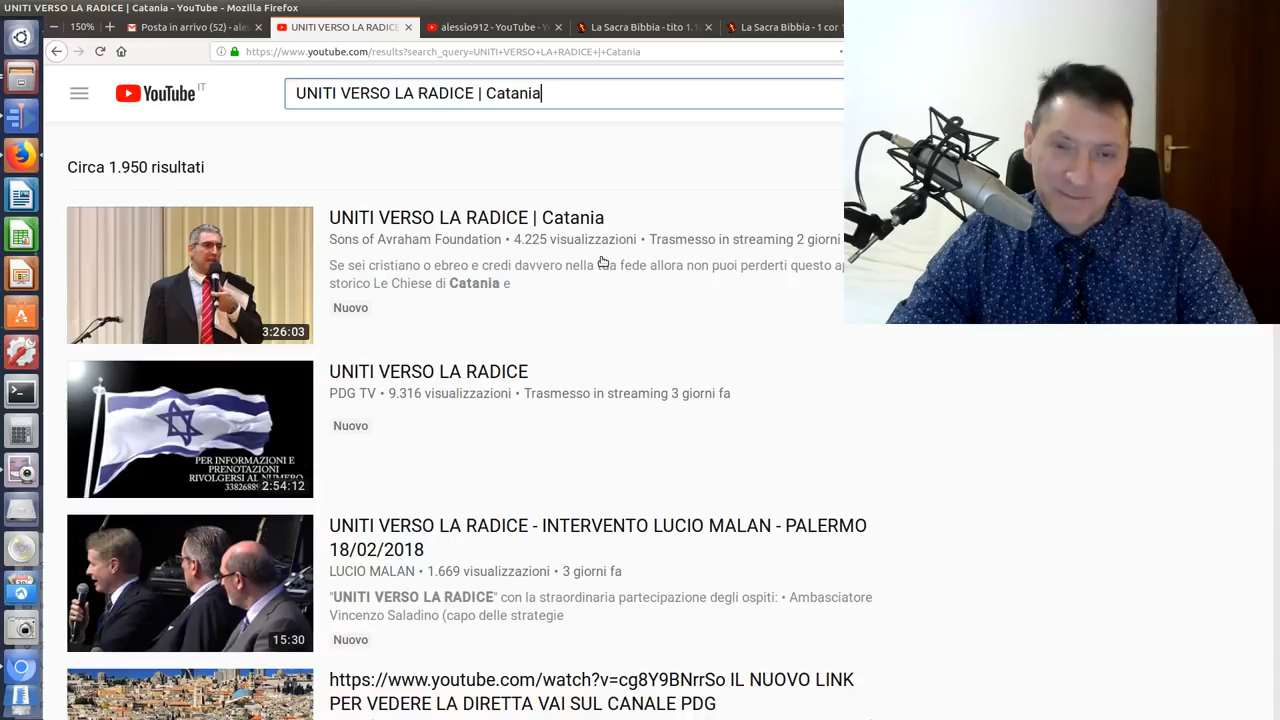 UNITI VERSO LA RADICE | Catania - YouTube - Mozilla Firefox
150%
Posta in arrivo (52) - ales
UNITI VERSO LA RADICE
alessio912 - YouTube -
La Sacra Bibbia - tito 1.1
La Sacra Bibbia - 1 cor
https://www.youtube.com/results?search_query=UNITI+VERSO+LA+RADICE+|+Catania
YouTube IT
UNITI VERSO LA RADICE | Catania
Circa 1.950 risultati
UNITI VERSO LA RADICE | Catania
Sons of Avraham Foundation • 4.225 visualizzazioni • Trasmesso in streaming 2 giorni
Se sei cristiano o ebreo e credi davvero nella fede allora non puoi perderti questo
storico Le Chiese di Catania e
Nuovo
3:26:03
UNITI VERSO LA RADICE
PDG TV • 9.316 visualizzazioni • Trasmesso in streaming 3 giorni fa
Nuovo
PER INFORMAZIONI E
PRENOTAZIONI
RIVOLGERSI AL NUMERO
2:54:12
UNITI VERSO LA RADICE - INTERVENTO LUCIO MALAN - PALERMO
18/02/2018
LUCIO MALAN • 1.669 visualizzazioni • 3 giorni fa
"UNITI VERSO LA RADICE" con la straordinaria partecipazione degli ospiti: • Ambasciatore
Vincenzo Saladino (capo delle strategie
Nuovo
15:30
https://www.youtube.com/watch?v=cg8Y9BNrrSo IL NUOVO LINK
PER VEDERE LA DIRETTA VAI SUL CANALE PDG